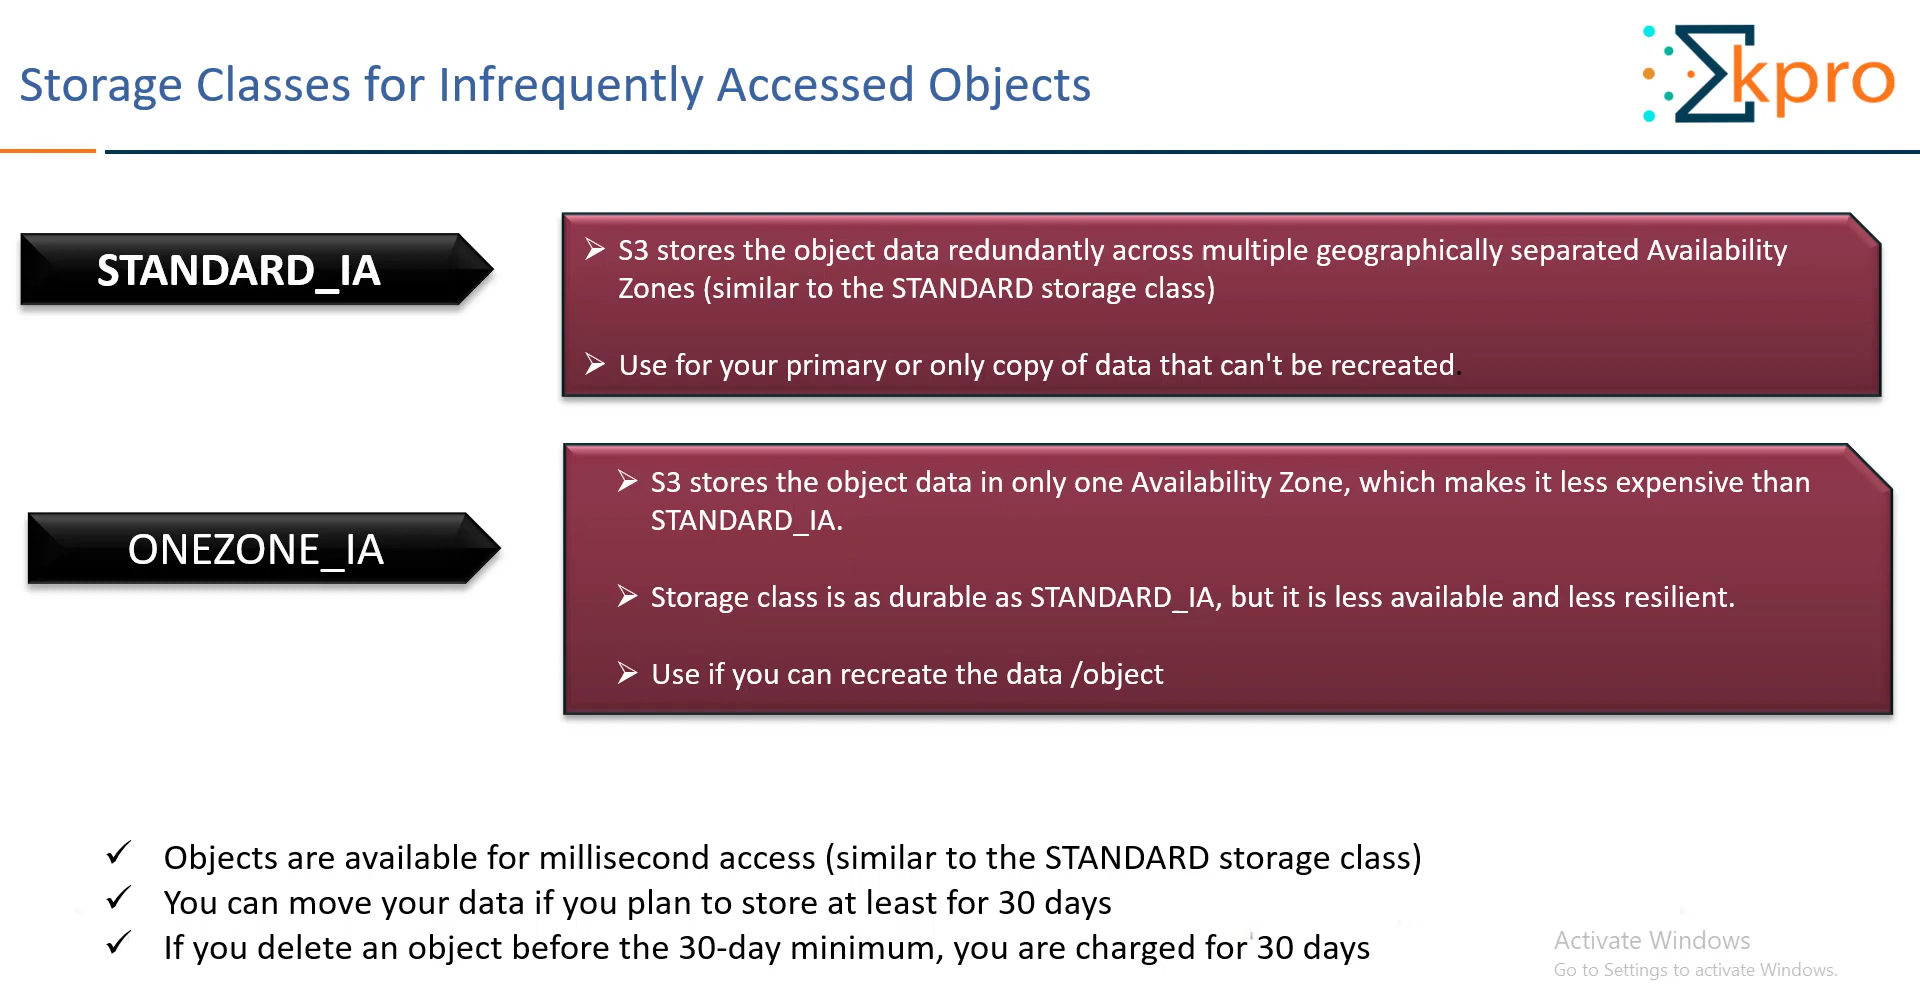 Storage Classes for Infrequently Accessed Objects
kpro
STANDARD_IA
S3 stores the object data redundantly across multiple geographically separated Availability
Zones (similar to the STANDARD storage class)
Use for your primary or only copy of data that can't be recreated.
ONEZONE_IA
S3 stores the object data in only one Availability Zone, which makes it less expensive than
STANDARD_IA.
Storage class is as durable as STANDARD_IA, but it is less available and less resilient.
Use if you can recreate the data /object
Objects are available for millisecond access (similar to the STANDARD storage class)
You can move your data if you plan to store at least for 30 days
If you delete an object before the 30-day minimum, you are charged for 30 days
Activate Windows
Go to Settings to activate Windows.